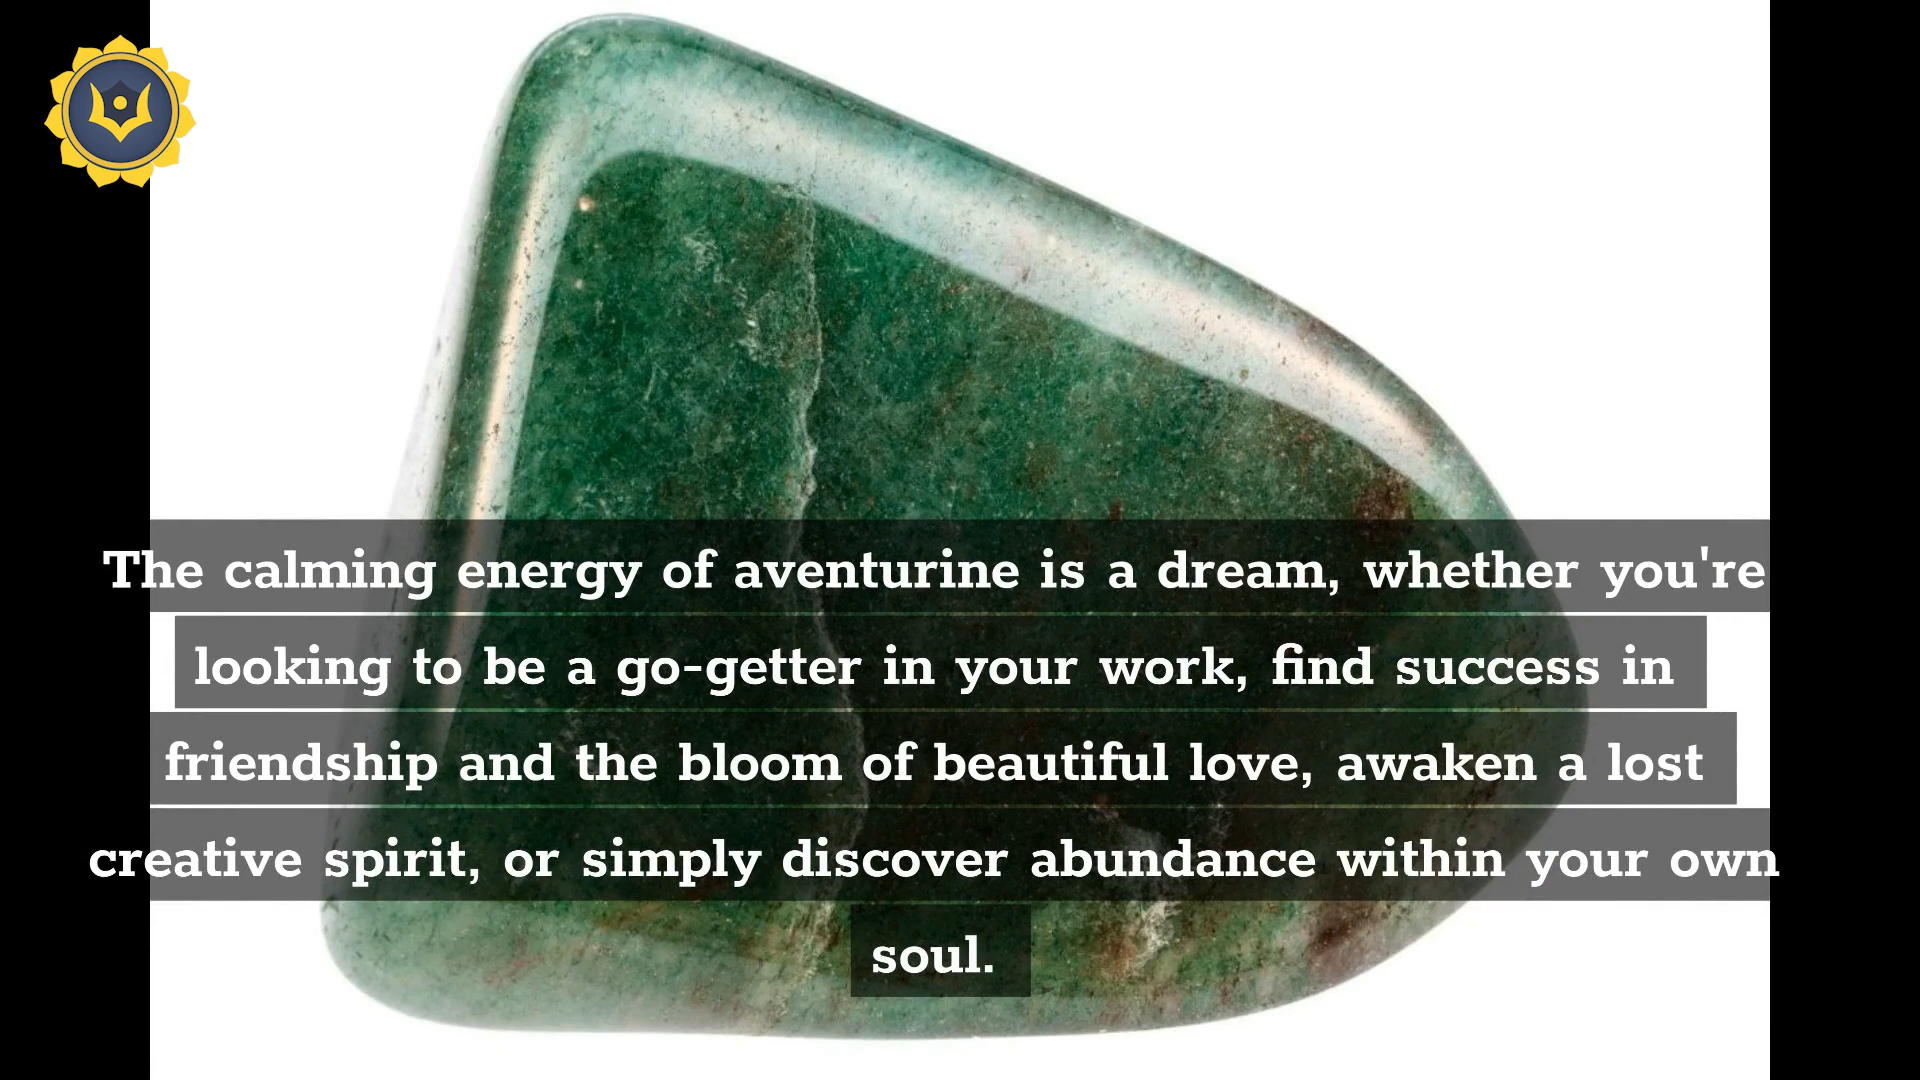 The calming energy of aventurine is a dream, whether you're
looking to be a go-getter in your work, find success in
friendship and the bloom of beautiful love, awaken a lost
creative spirit, or simply discover abundance within your own
soul.